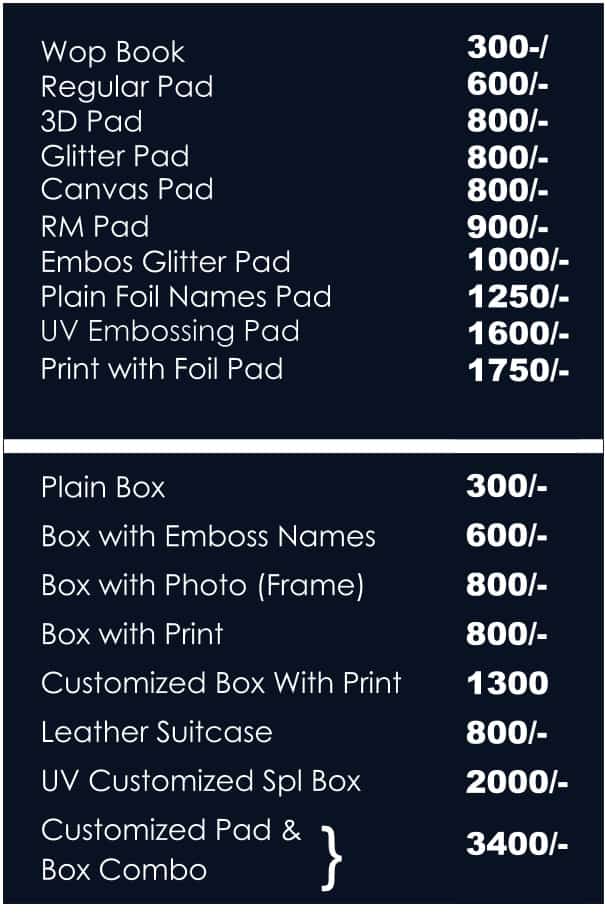 Wop Book 300-/
Regular Pad 600/-
3D Pad 800/-
Glitter Pad 800/-
Canvas Pad 800/-
RM Pad 900/-
Embos Glitter Pad 1000/-
Plain Foil Names Pad 1250/-
UV Embossing Pad 1600/-
Print with Foil Pad 1750/-
Plain Box 300/-
Box with Emboss Names 600/-
Box with Photo (Frame) 800/-
Box with Print 800/-
Customized Box With Print 1300
Leather Suitcase 800/-
UV Customized Spl Box 2000/-
Customized Pad &
Box Combo } 3400/-